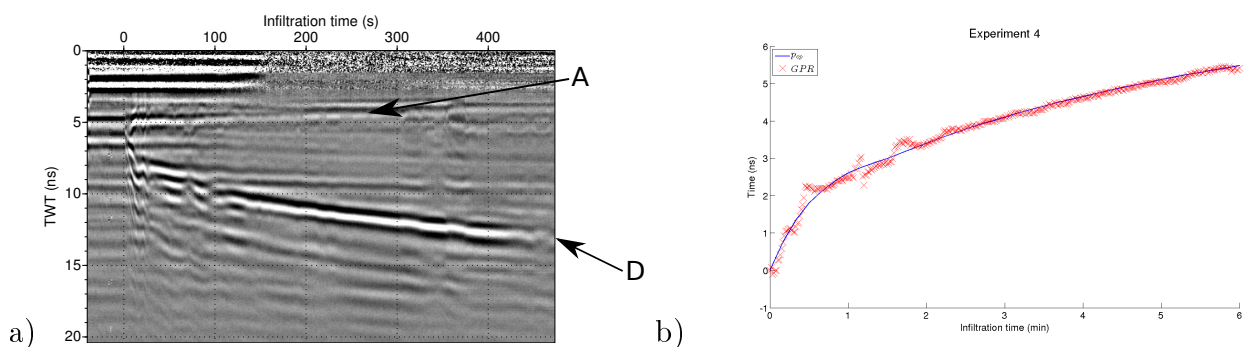 Infiltration time (s)
0 100 200 300 400
0
5
10
15
20
TWT (ns)
A
D
a)
Experiment 4
p_op
GPR
6
5
4
3
2
1
0
-1
Time (ns)
0 1 2 3 4 5 6
Infiltration time (min)
b)